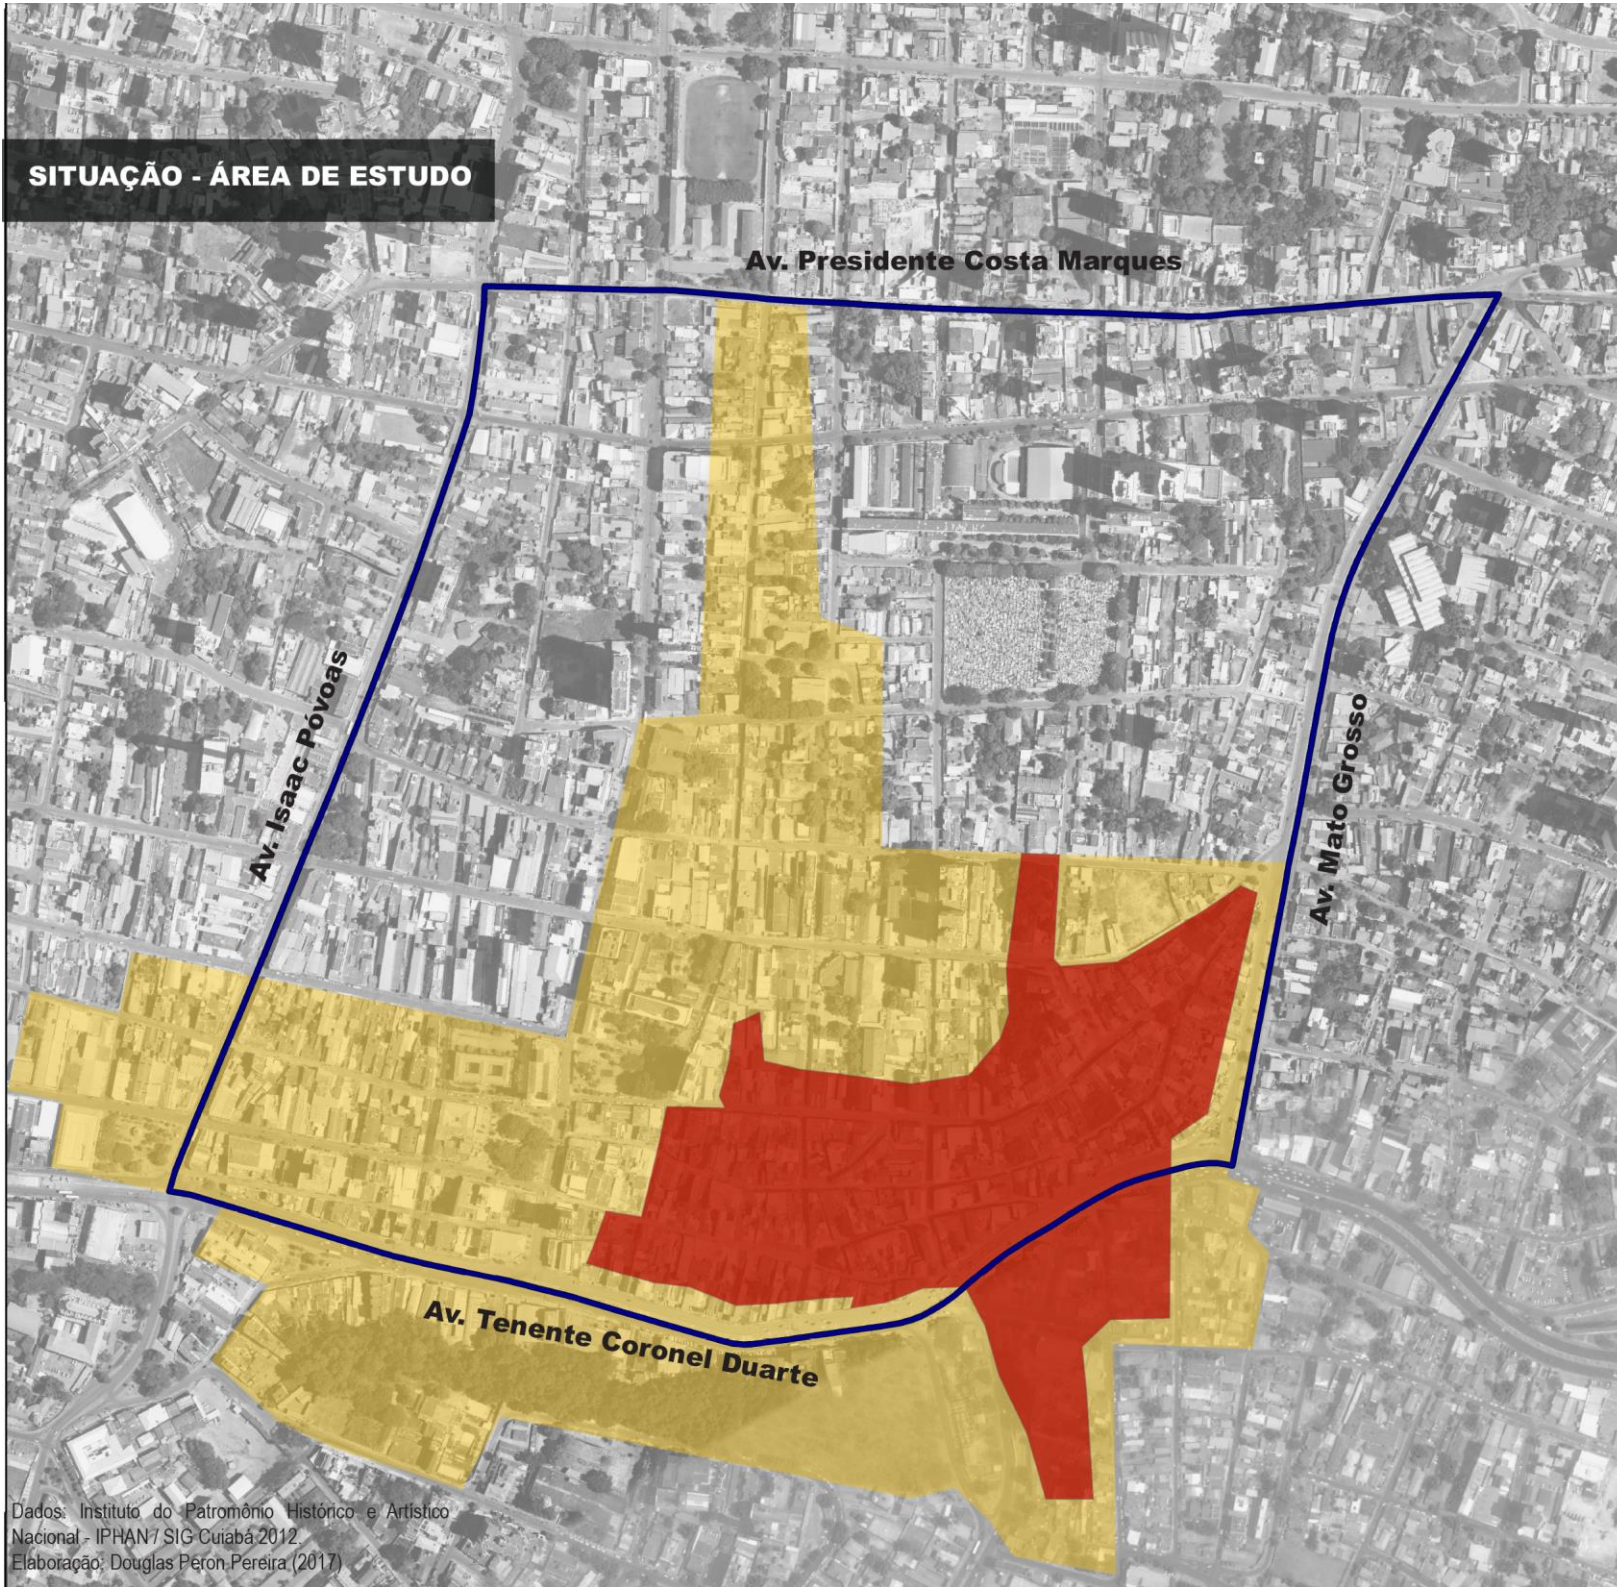 SITUAÇÃO - ÁREA DE ESTUDO
Av. Presidente Costa Marques
Av. Isaac Póvoas
Av. Mato Grosso
Av. Tenente Coronel Duarte
Dados: Instituto do Patromônio Histórico e Artístico
Nacional - IPHAN / SIG Cuiabá 2012.
Elaboração: Douglas Peron Pereira (2017)